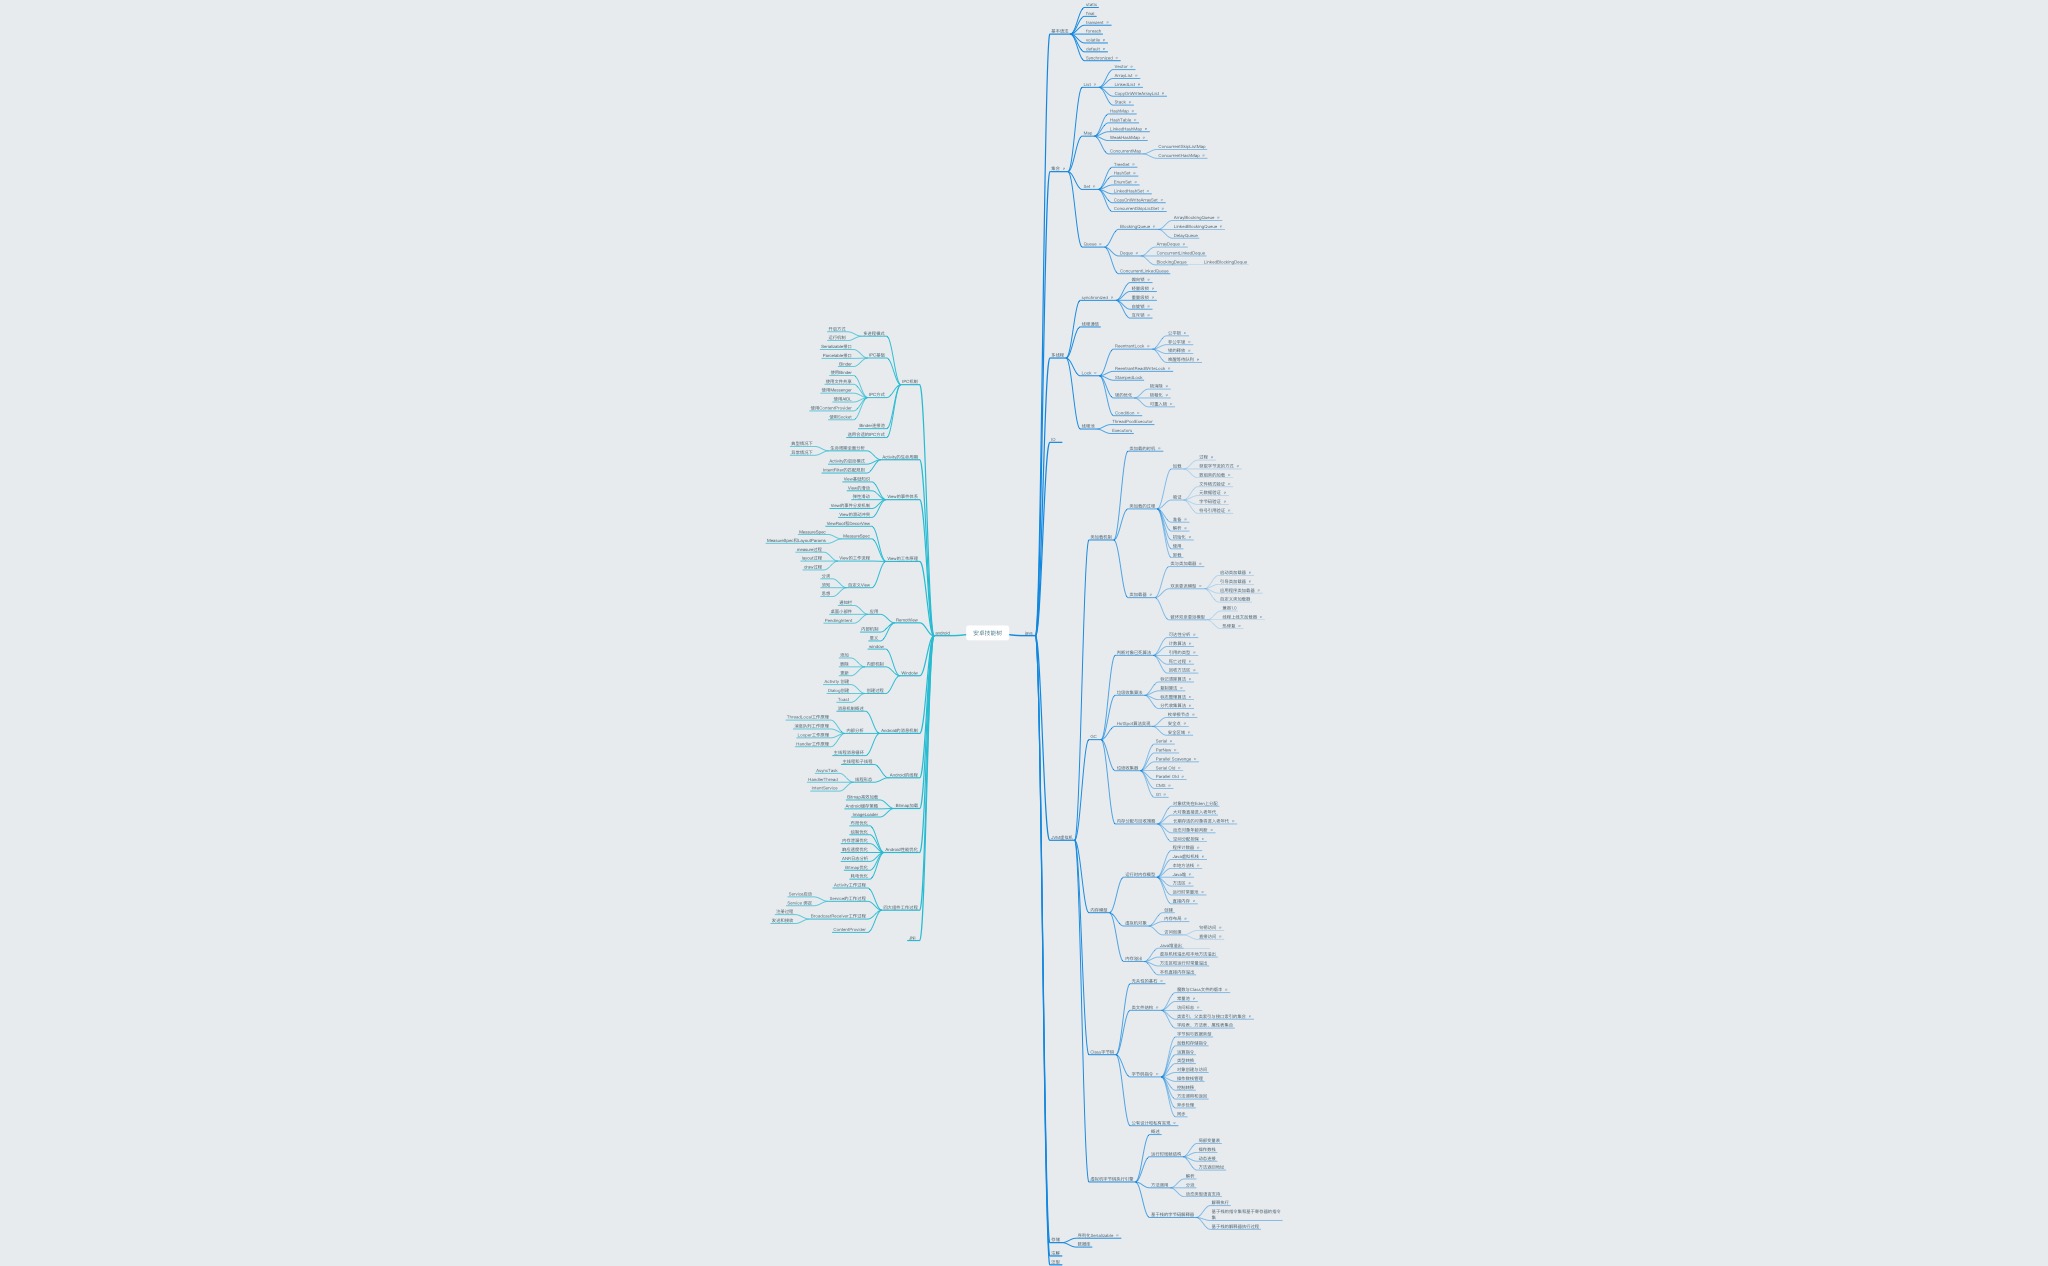 安卓技能树
java
基本语法
static
final
transient
foreach
volatile
default
Synchronized
集合
List
Vector
ArrayList
LinkedList
CopyOnWriteArrayList
Stack
Map
HashMap
HashTable
LinkedHashMap
WeakHashMap
ConcurrentMap
ConcurrentSkipListMap
ConcurrentHashMap
Set
TreeSet
HashSet
EnumSet
LinkedHashSet
CopyOnWriteArraySet
ConcurrentSkipListSet
Queue
BlockingQueue
ArrayBlockingQueue
LinkedBlockingQueue
DelayQueue
Deque
ArrayDeque
ConcurrentLinkedDeque
BlockingDeque
LinkedBlockingDeque
ConcurrentLinkedQueue
多线程
synchronized
偏向锁
轻量级锁
重量级锁
自旋锁
互斥锁
Lock
ReentrantLock
公平锁
非公平锁
ReentrantReadWriteLock
StampedLock
锁的优化
锁消除
锁粗化
可重入锁
Condition
线程池
ThreadPoolExecutor
Executors
IO
JVM虚拟机
类加载机制
类加载的时机
类加载的过程
加载
过程
获取字节流的方式
数组类的加载
验证
文件格式验证
元数据验证
字节码验证
符号引用验证
准备
解析
初始化
使用
卸载
类加载器
类与类加载器
双亲委派模型
启动类加载器
应用程序类加载器
自定义类加载器
破坏双亲委派模型
线程上线文加载器
热部署
GC
判断对象已死算法
可达性分析
计数算法
引用的类型
死亡过程
回收方法区
垃圾收集算法
标记清除算法
复制算法
标记整理算法
分代收集算法
HotSpot算法实现
枚举根节点
安全点
安全区域
垃圾收集器
Serial
ParNew
Parallel Scavenge
Serial Old
Parallel Old
CMS
G1
内存分配与回收策略
对象优先在Eden上分配
大对象直接进入老年代
长期存活的对象将进入老年代
动态对象年龄判断
空间分配担保
内存模型
运行时内存模型
程序计数器
Java虚拟机栈
本地方法栈
Java堆
方法区
运行时常量池
直接内存
虚拟机对象
创建
内存布局
访问创建
句柄访问
直接访问
内存溢出
Java堆溢出
虚拟机栈溢出和本地方法溢出
方法区和运行时常量溢出
本机直接内存溢出
Class字节码
无关性的基石
类文件结构
魔数与Class文件的版本
常量池
访问标志
类索引、父类索引与接口索引的集合
字段表、方法表、属性表集合
字节码指令
字节码与数据类型
加载和存储指令
运算指令
类型转换
对象创建与访问
操作数栈管理
控制转移
方法调用和返回
异步处理
同步
公有设计和私有实现
虚拟机字节码执行引擎
概述
运行时栈帧结构
局部变量表
操作数栈
动态连接
方法返回地址
方法调用
解析
分派
动态类型语言支持
基于栈的字节码解释器
解释执行
基于栈的指令集和基于寄存器的指令
集
基于栈的解释器执行过程
存储
序列化Serializable
数据库
注解
android
IPC机制
多进程模式
开启方式
运行机制
IPC基础
Serializable接口
Parcelable接口
Binder
IPC方式
使用Binder
使用文件共享
使用Messenger
使用AIDL
使用ContentProvider
使用Socket
Binder连接池
选用合适的IPC方式
Activity的生命周期
生命周期全面分析
典型情况下
异常情况下
Activity的启动模式
IntentFilter的匹配规则
View的事件体系
View基础知识
View的滑动
弹性滑动
View的事件分发机制
View的滑动冲突
View的工作原理
ViewRoot和DecorView
MeasureSpec
MeasureSpec
MeasureSpec和LayoutParams
View的工作流程
measure过程
layout过程
draw过程
自定义View
分类
须知
思想
RemoteView
应用
通知栏
桌面小部件
PendingIntent
内部机制
意义
Window
window
内部机制
添加
删除
更新
创建过程
Activity 创建
Dialog创建
Toast
Android的消息机制
消息机制概述
内部分析
ThreadLocal工作原理
消息队列工作原理
Looper工作原理
Handler工作原理
主线程消息循环
Android的线程
主线程和子线程
线程形态
AsyncTask
HandlerThread
IntentService
Bitmap加载
Bitmap高效加载
Android缓存策略
ImageLoader
Android性能优化
布局优化
绘制优化
内存泄漏优化
响应速度优化
ANR日志分析
Bitmap优化
线程优化
四大组件工作过程
Activity工作过程
Service的工作过程
Service启动
Service 绑定
BroadcastReceiver工作过程
注册过程
发送和接收
ContentProvider
JNI